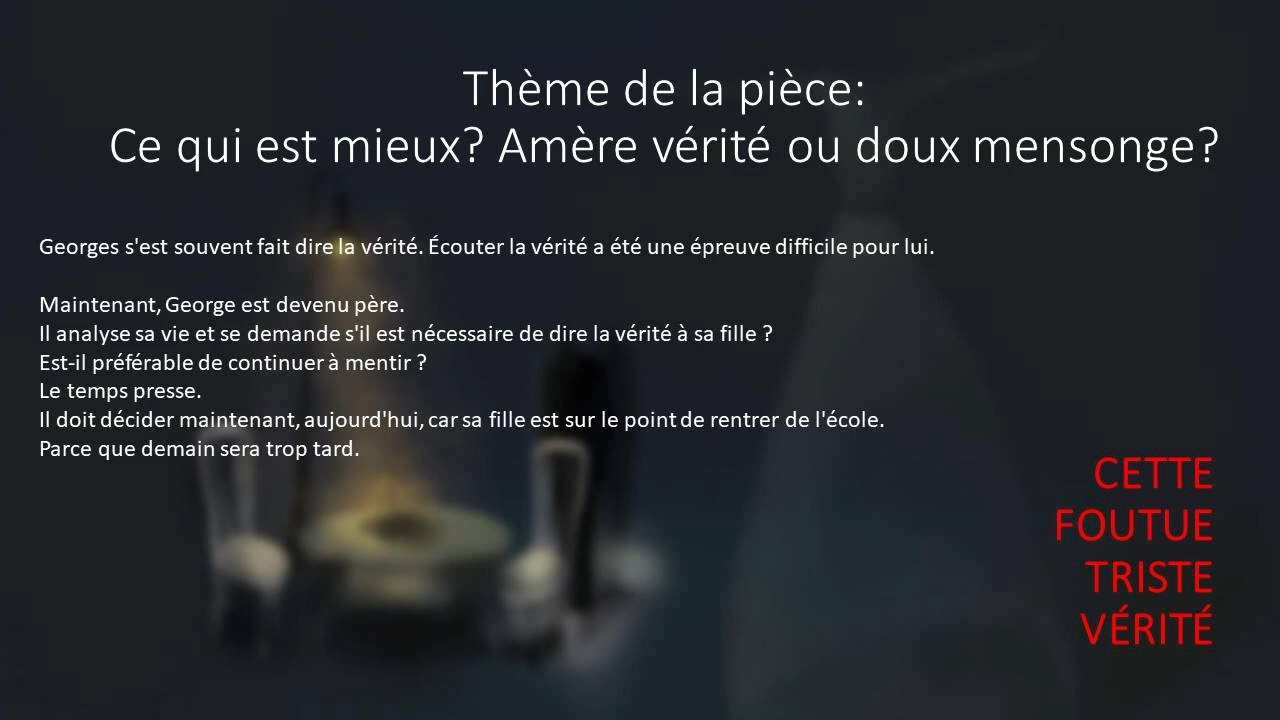 Thème de la pièce:
Ce qui est mieux? Amère vérité ou doux mensonge?
Georges s'est souvent fait dire la vérité. Écouter la vérité a été une épreuve difficile pour lui.
Maintenant, George est devenu père.
Il analyse sa vie et se demande s'il est nécessaire de dire la vérité à sa fille ?
Est-il préférable de continuer à mentir ?
Le temps presse.
Il doit décider maintenant, aujourd'hui, car sa fille est sur le point de rentrer de l'école.
Parce que demain sera trop tard.
CETTE
FOUTUE
TRISTE
VÉRITÉ